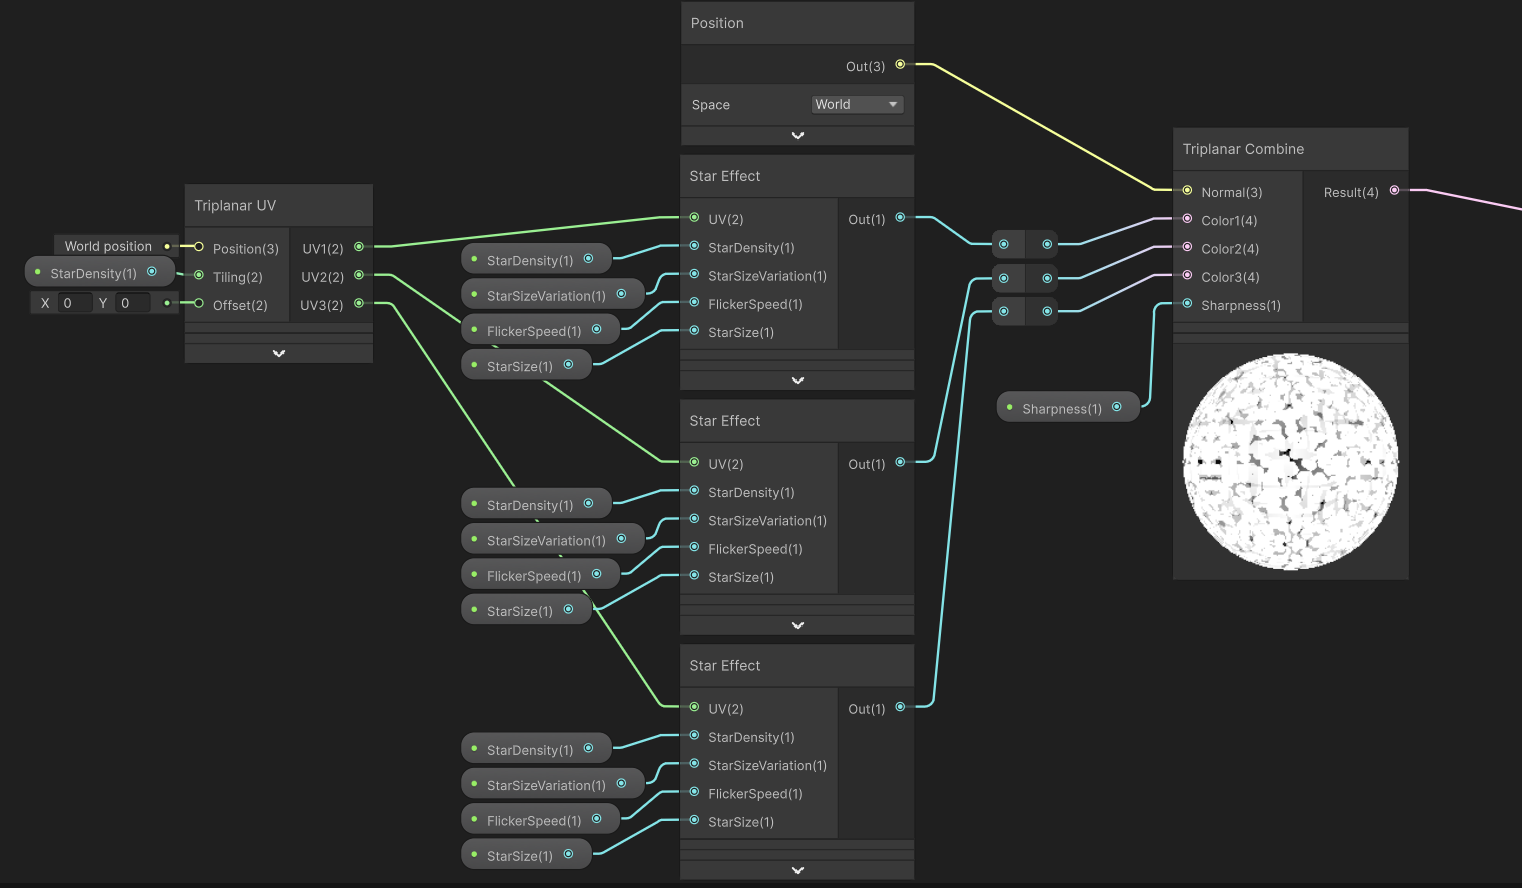 Position
Out(3)
Space World
Triplanar UV
World position
Position(3)
UV1(2)
StarDensity(1)
Tiling(2)
UV2(2)
X 0 Y 0
Offset(2)
UV3(2)
Star Effect
UV(2)
Out(1)
StarDensity(1)
StarDensity(1)
StarSizeVariation(1)
StarSizeVariation(1)
FlickerSpeed(1)
FlickerSpeed(1)
StarSize(1)
StarSize(1)
Star Effect
UV(2)
Out(1)
StarDensity(1)
StarDensity(1)
StarSizeVariation(1)
StarSizeVariation(1)
FlickerSpeed(1)
FlickerSpeed(1)
StarSize(1)
StarSize(1)
Star Effect
UV(2)
Out(1)
StarDensity(1)
StarDensity(1)
StarSizeVariation(1)
StarSizeVariation(1)
FlickerSpeed(1)
FlickerSpeed(1)
StarSize(1)
StarSize(1)
Triplanar Combine
Normal(3)
Result(4)
Color1(4)
Color2(4)
Color3(4)
Sharpness(1)
Sharpness(1)